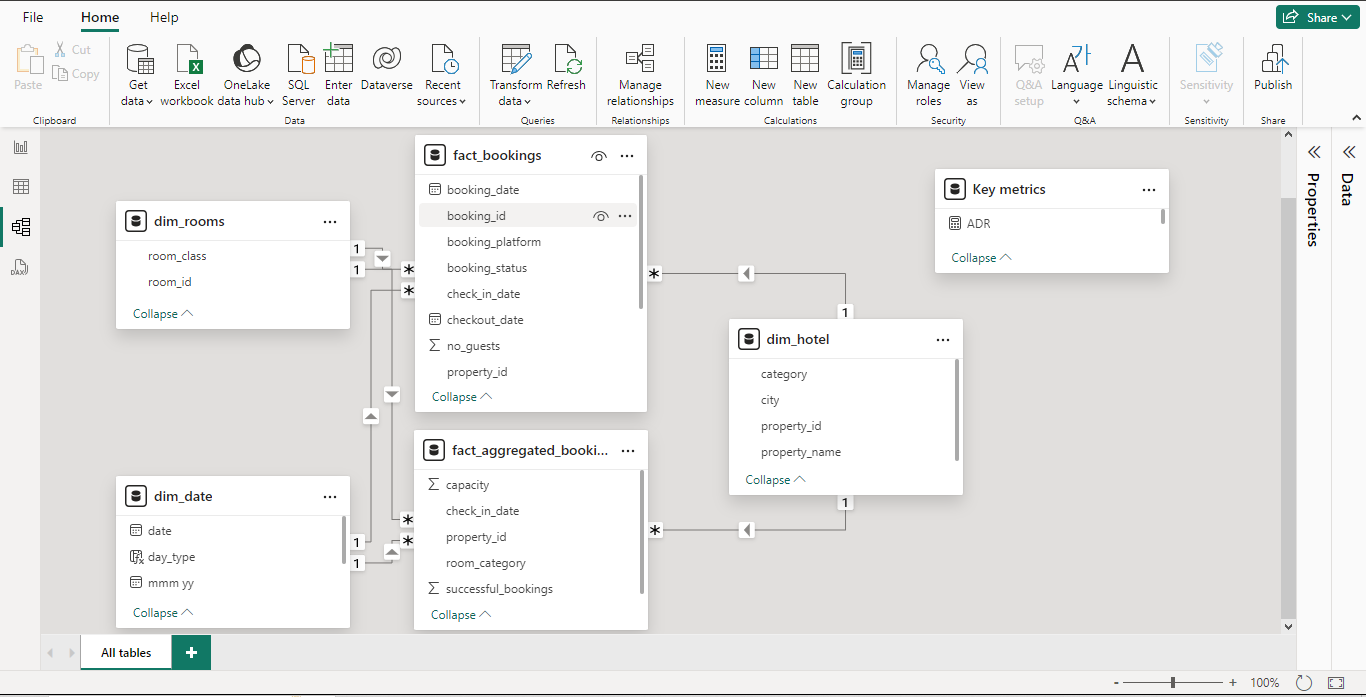 File Home Help
Share
Paste
Cut
Copy
Clipboard
Get data
Excel workbook
OneLake data hub
SQL Server
Enter data
Dataverse
Recent sources
Data
Transform data
Refresh
Queries
Manage relationships
Relationships
New measure
New column
New table
Calculation group
Calculations
Manage roles
View as
Security
Q&A setup
Language
Linguistic schema
Q&A
Sensitivity
Sensitivity
Publish
Share
DAX
dim_rooms
room_class
room_id
Collapse
fact_bookings
booking_date
booking_id
booking_platform
booking_status
check_in_date
checkout_date
Σ no_guests
property_id
Collapse
Key metrics
ADR
Collapse
dim_hotel
category
city
property_id
property_name
Collapse
dim_date
date
day_type
mmm yy
Collapse
fact_aggregated_booki...
Σ capacity
check_in_date
property_id
room_category
Σ successful_bookings
Collapse
1
1
*
*
1
1
*
*
*
1
*
1
Properties
Data
All tables
+
- + 100%